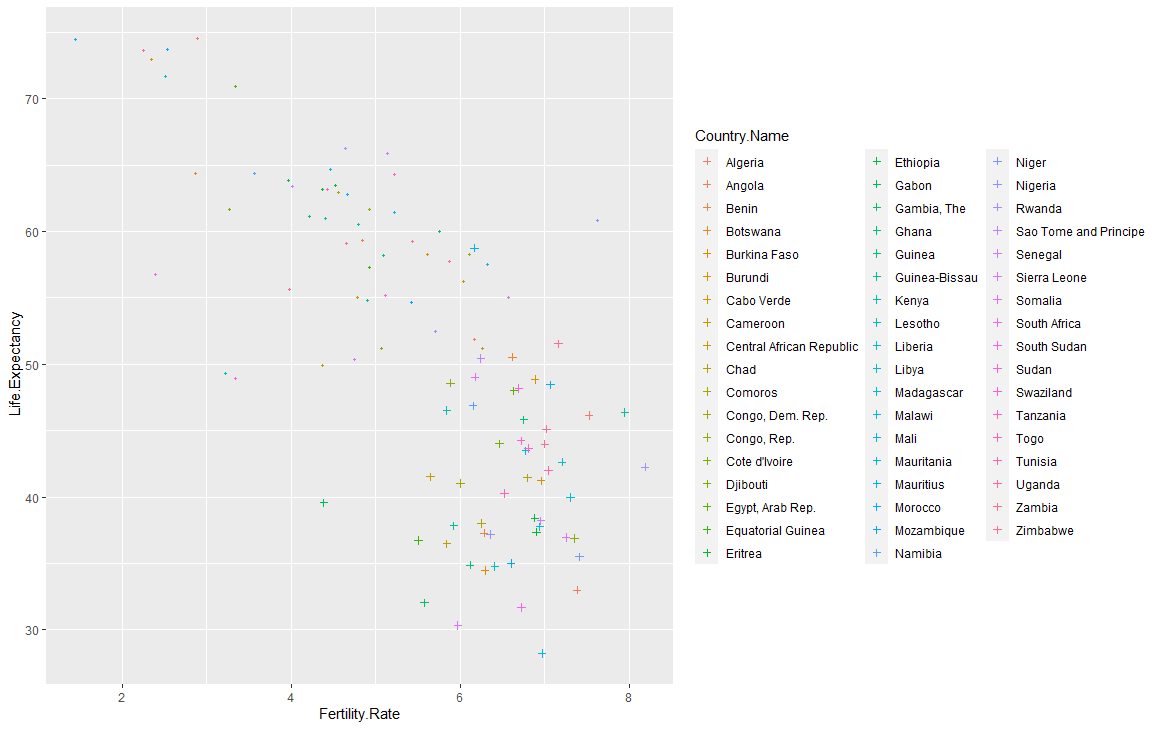 70
60
50
40
30
Life.Expectancy
2
4
6
8
Fertility.Rate
Country.Name
Algeria
Angola
Benin
Botswana
Burkina Faso
Burundi
Cabo Verde
Cameroon
Central African Republic
Chad
Comoros
Congo, Dem. Rep.
Congo, Rep.
Cote d'Ivoire
Djibouti
Egypt, Arab Rep.
Equatorial Guinea
Eritrea
Ethiopia
Gabon
Gambia, The
Ghana
Guinea
Guinea-Bissau
Kenya
Lesotho
Liberia
Libya
Madagascar
Malawi
Mali
Mauritania
Mauritius
Morocco
Mozambique
Namibia
Niger
Nigeria
Rwanda
Sao Tome and Principe
Senegal
Sierra Leone
Somalia
South Africa
South Sudan
Sudan
Swaziland
Tanzania
Togo
Tunisia
Uganda
Zambia
Zimbabwe